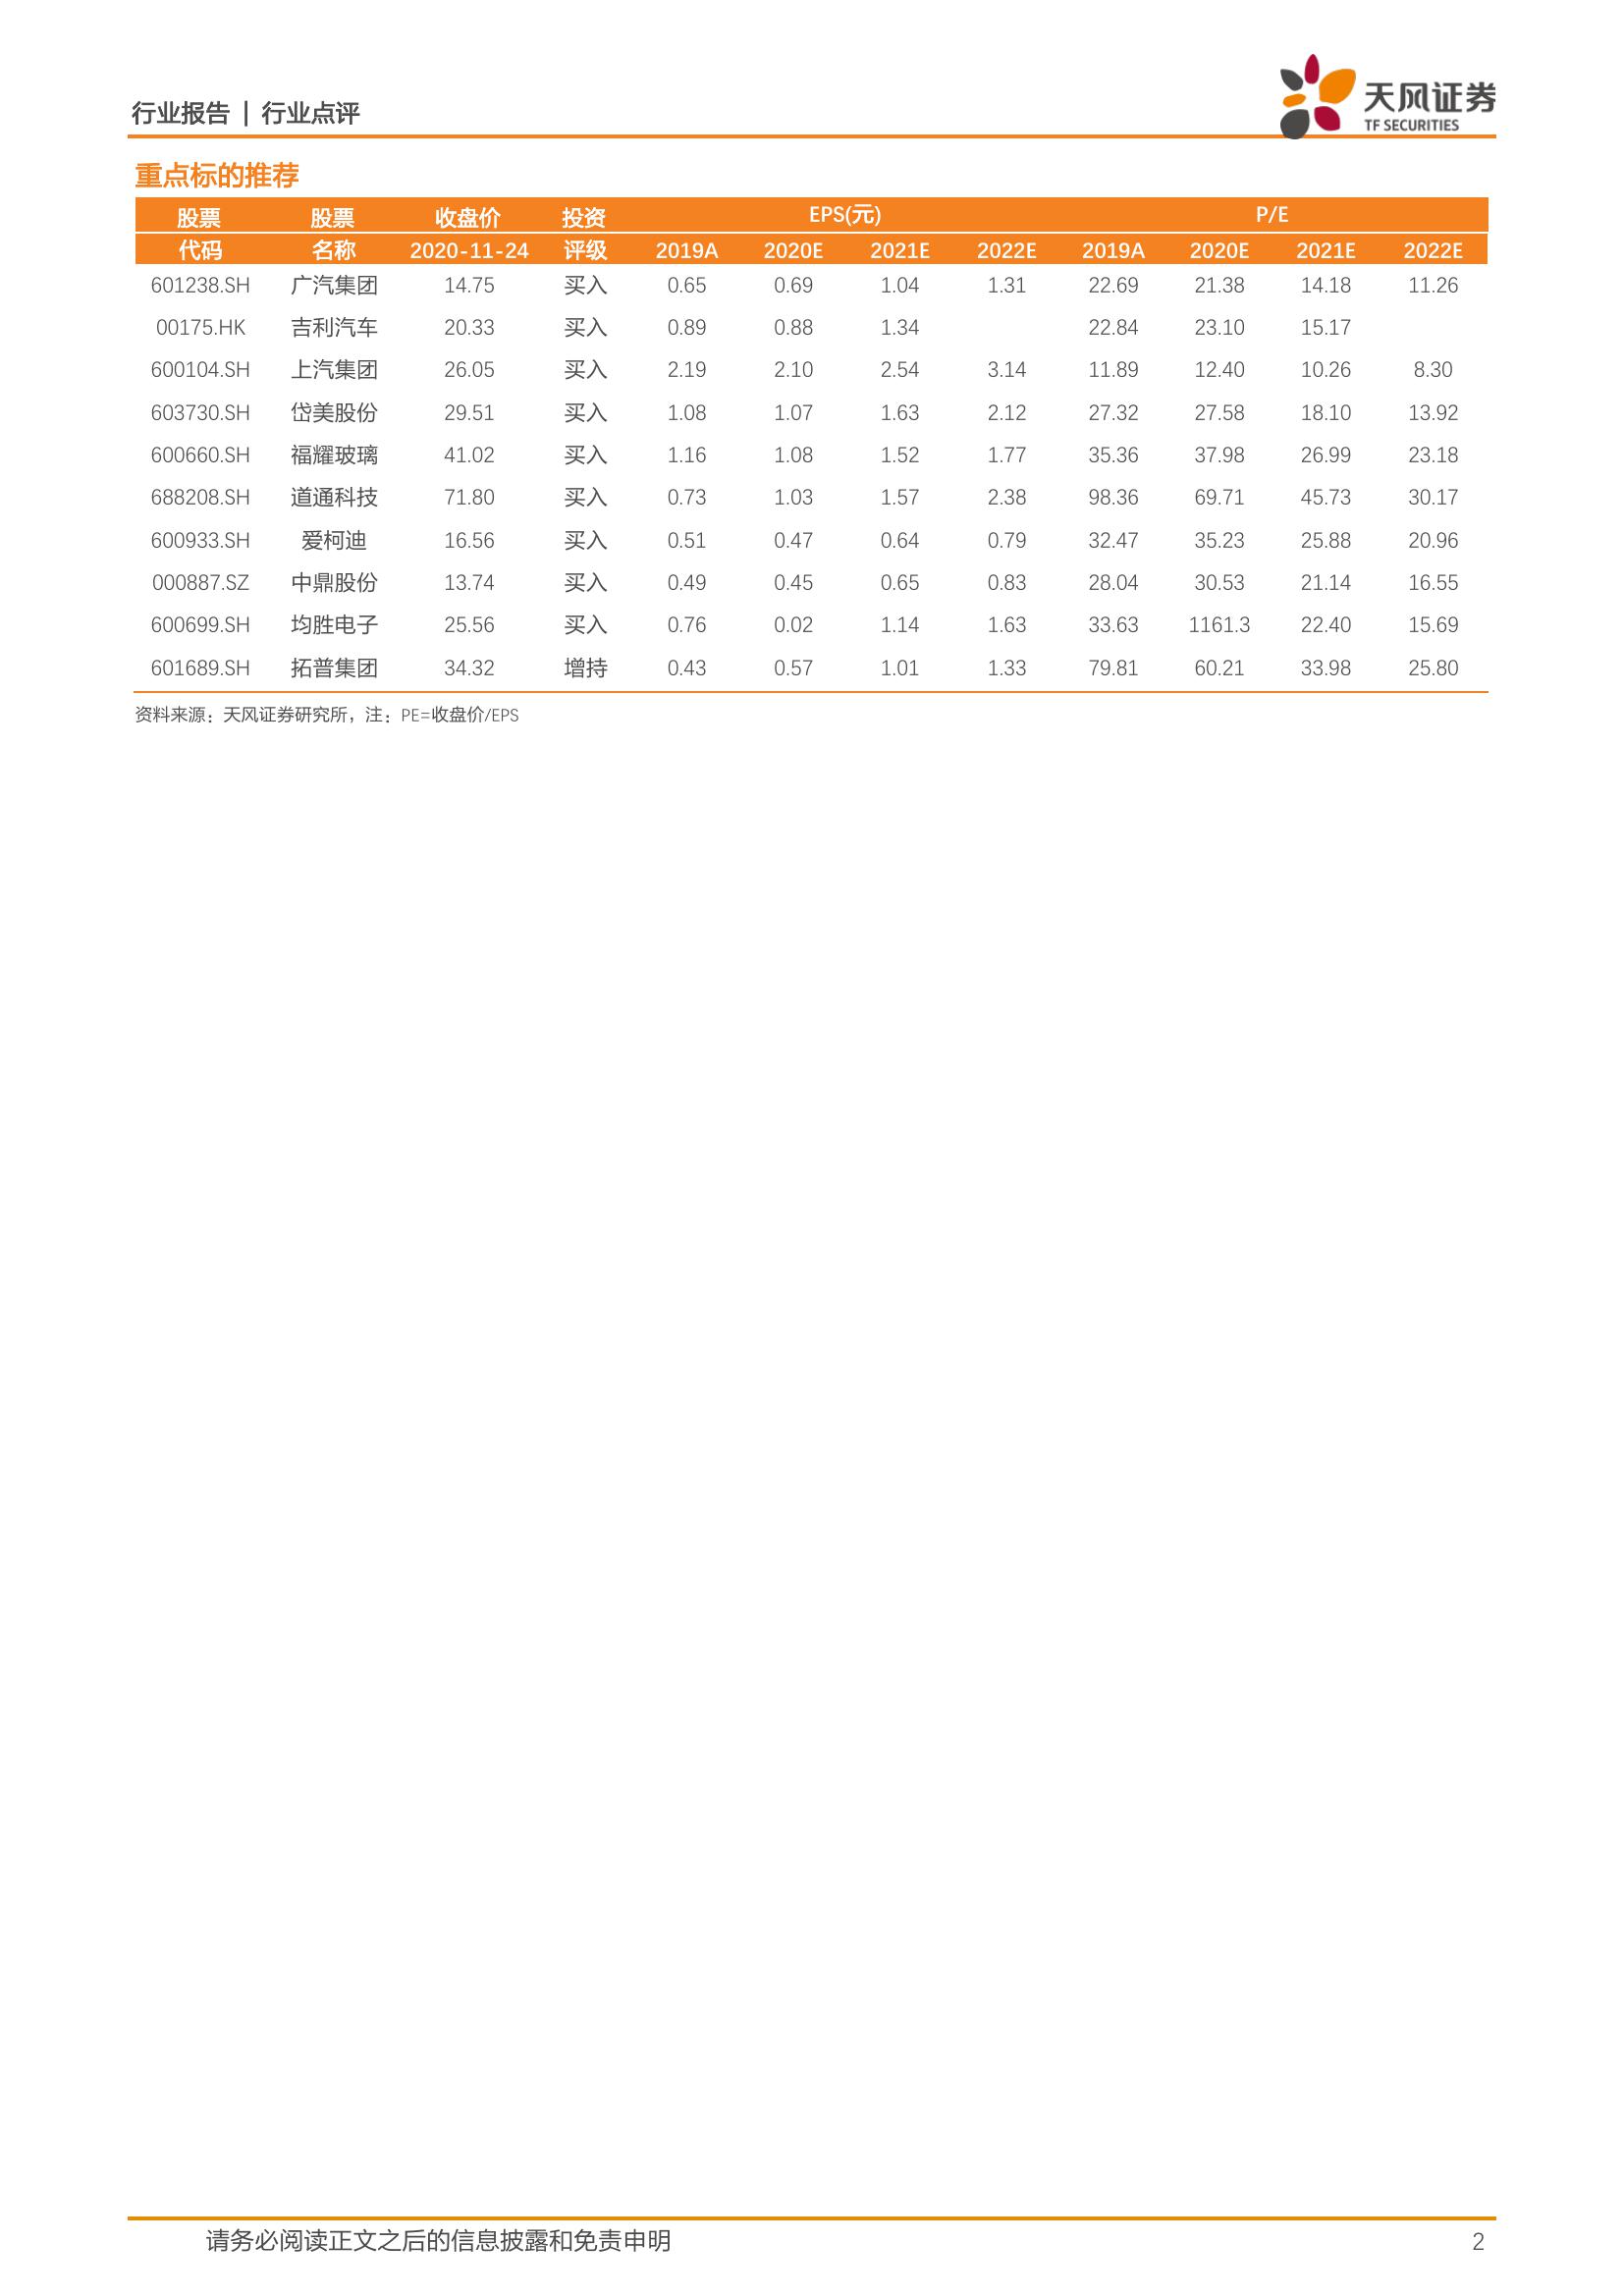 行业报告 | 行业点评
天风证券
TF SECURITIES
重点标的推荐
股票 股票 收盘价 投资 EPS(元) P/E
代码 名称 2020-11-24 评级 2019A 2020E 2021E 2022E 2019A 2020E 2021E 2022E
601238.SH 广汽集团 14.75 买入 0.65 0.69 1.04 1.31 22.69 21.38 14.18 11.26
00175.HK 吉利汽车 20.33 买入 0.89 0.88 1.34 22.84 23.10 15.17
600104.SH 上汽集团 26.05 买入 2.19 2.10 2.54 3.14 11.89 12.40 10.26 8.30
603730.SH 岱美股份 29.51 买入 1.08 1.07 1.63 2.12 27.32 27.58 18.10 13.92
600660.SH 福耀玻璃 41.02 买入 1.16 1.08 1.52 1.77 35.36 37.98 26.99 23.18
688208.SH 道通科技 71.80 买入 0.73 1.03 1.57 2.38 98.36 69.71 45.73 30.17
600933.SH 爱柯迪 16.56 买入 0.51 0.47 0.64 0.79 32.47 35.23 25.88 20.96
000887.SZ 中鼎股份 13.74 买入 0.49 0.45 0.65 0.83 28.04 30.53 21.14 16.55
600699.SH 均胜电子 25.56 买入 0.76 0.02 1.14 1.63 33.63 1161.3 22.40 15.69
601689.SH 拓普集团 34.32 增持 0.43 0.57 1.01 1.33 79.81 60.21 33.98 25.80
资料来源：天风证券研究所，注：PE=收盘价/EPS
请务必阅读正文之后的信息披露和免责申明 2